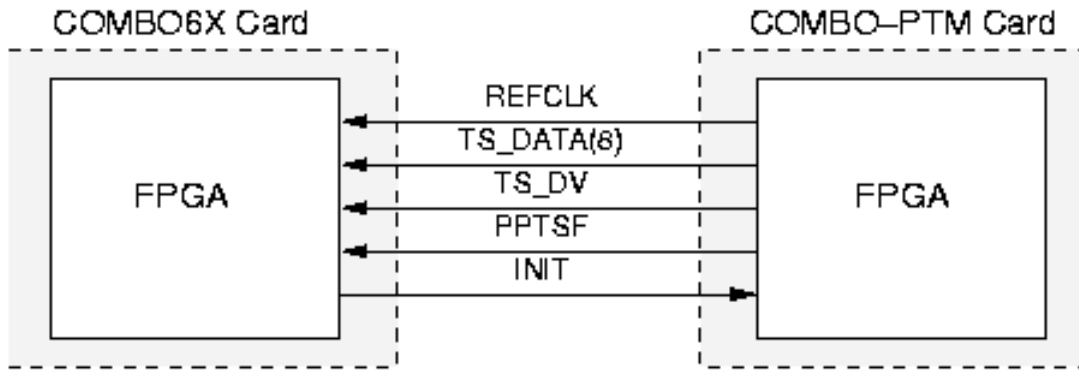 COMBO6X Card
COMBO–PTM Card
REFCLK
TS_DATA(8)
TS_DV
PPTSF
INIT
FPGA
FPGA